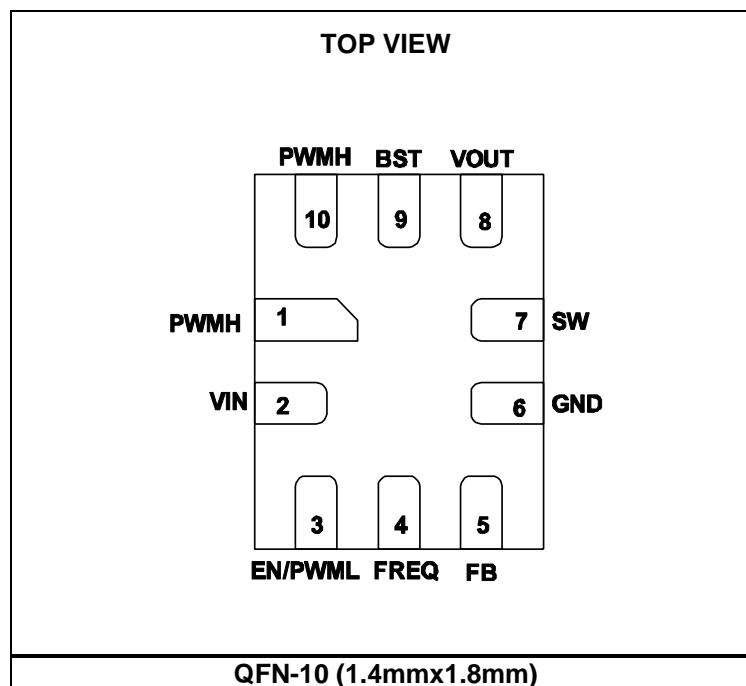 TOP VIEW
PWMH BST VOUT
10 9 8
PWMH 1 7 SW
VIN 2 6 GND
3 4 5
EN/PWML FREQ FB
QFN-10 (1.4mmx1.8mm)